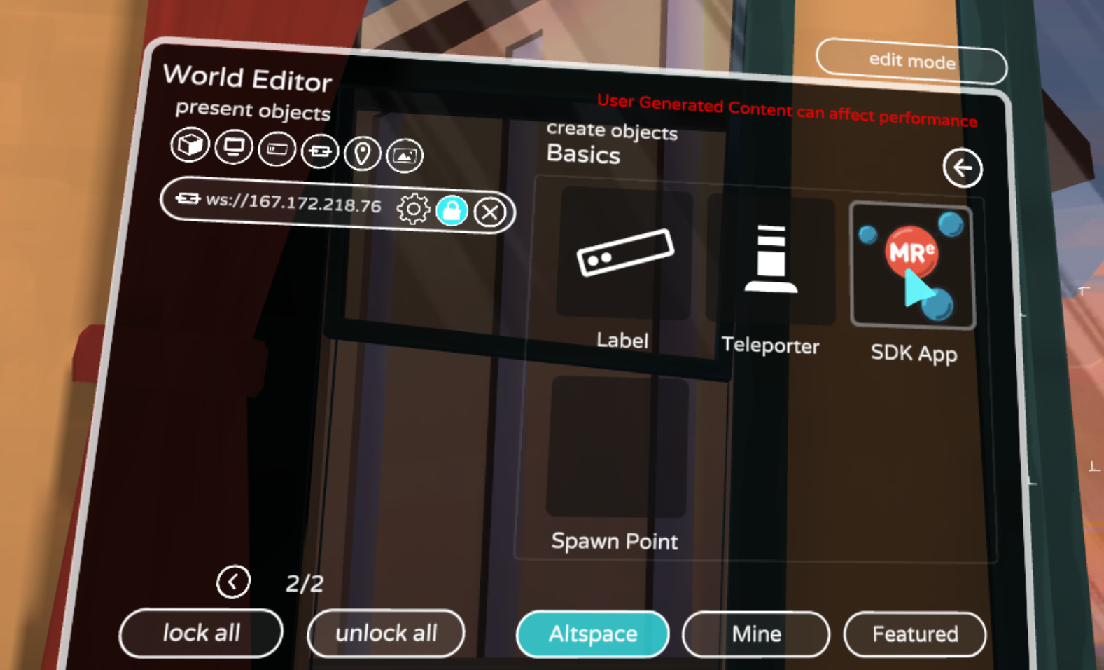 edit mode
World Editor
present objects
User Generated Content can affect performance
create objects
Basics
ws://167.172.218.76
MRe
Label
Teleporter
SDK App
Spawn Point
2/2
lock all
unlock all
Altspace
Mine
Featured